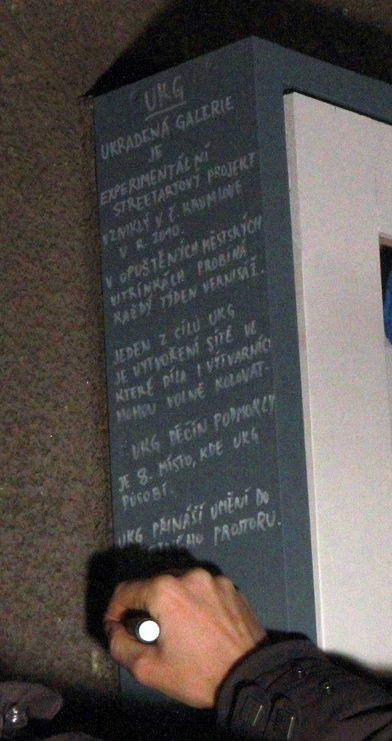 UKG
UKRADENÁ GALERIE
JE
EXPERIMENTÁLNÍ
STREETARTOVÝ PROJEKT
VZNIKLÝ V Č. KRUMLOVĚ
V R. 2010.
V OPUŠTĚNÝCH MĚSTSKÝCH
VITRÍNKÁCH PROBÍHÁ
KAŽDÝ TÝDEN VERNISÁŽ.
JEDEN Z CÍLŮ UKG
JE VYTVOŘENÍ SÍTĚ
KTERÉ DÍLA I VÝTVARNÍCI
MOHOU VOLNĚ KOLOVAT.
UKG DĚČÍN PODMOKLY
JE 8. MÍSTO, KDE UKG
PŮSOBÍ.
UKG PŘINÁŠÍ UMĚNÍ DO
PROSTORU.